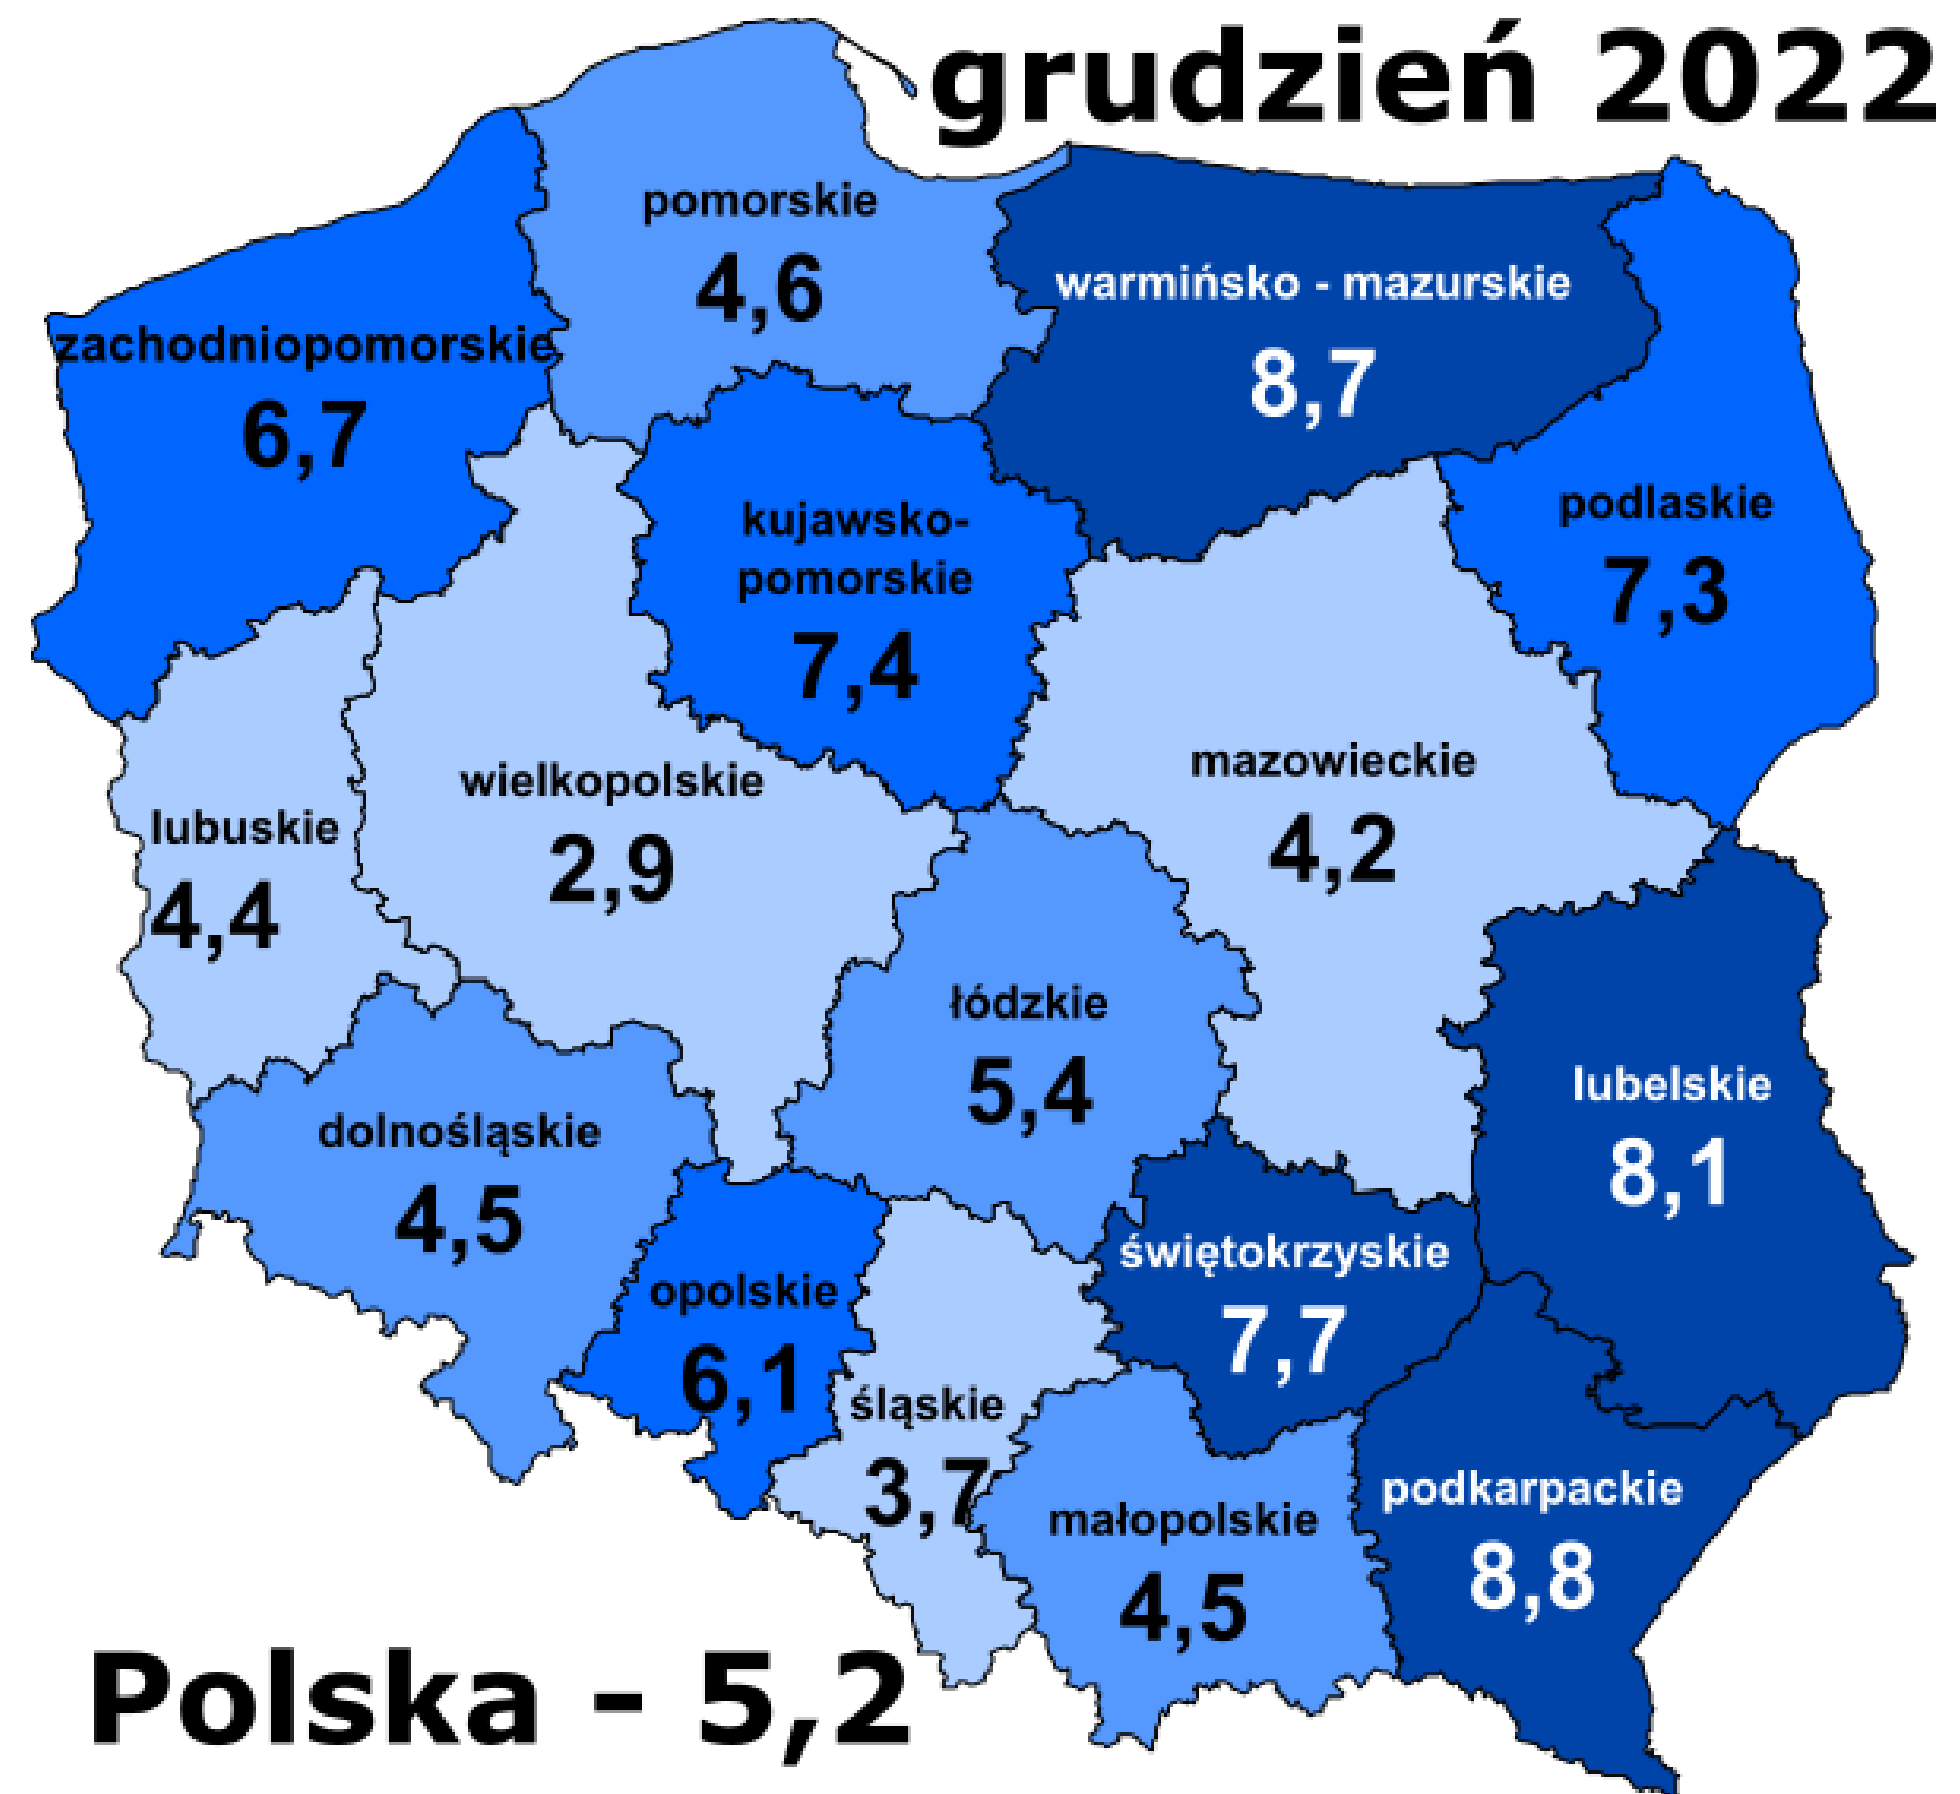 grudzień 2022
pomorskie
4,6
warmińsko - mazurskie
8,7
zachodniopomorskie
6,7
podlaskie
7,3
kujawsko-
pomorskie
7,4
mazowieckie
4,2
wielkopolskie
2,9
lubuskie
4,4
łódzkie
5,4
lubelskie
8,1
dolnośląskie
4,5
świętokrzyskie
7,7
opolskie
6,1
śląskie
3,7
podkarpackie
8,8
małopolskie
4,5
Polska - 5,2